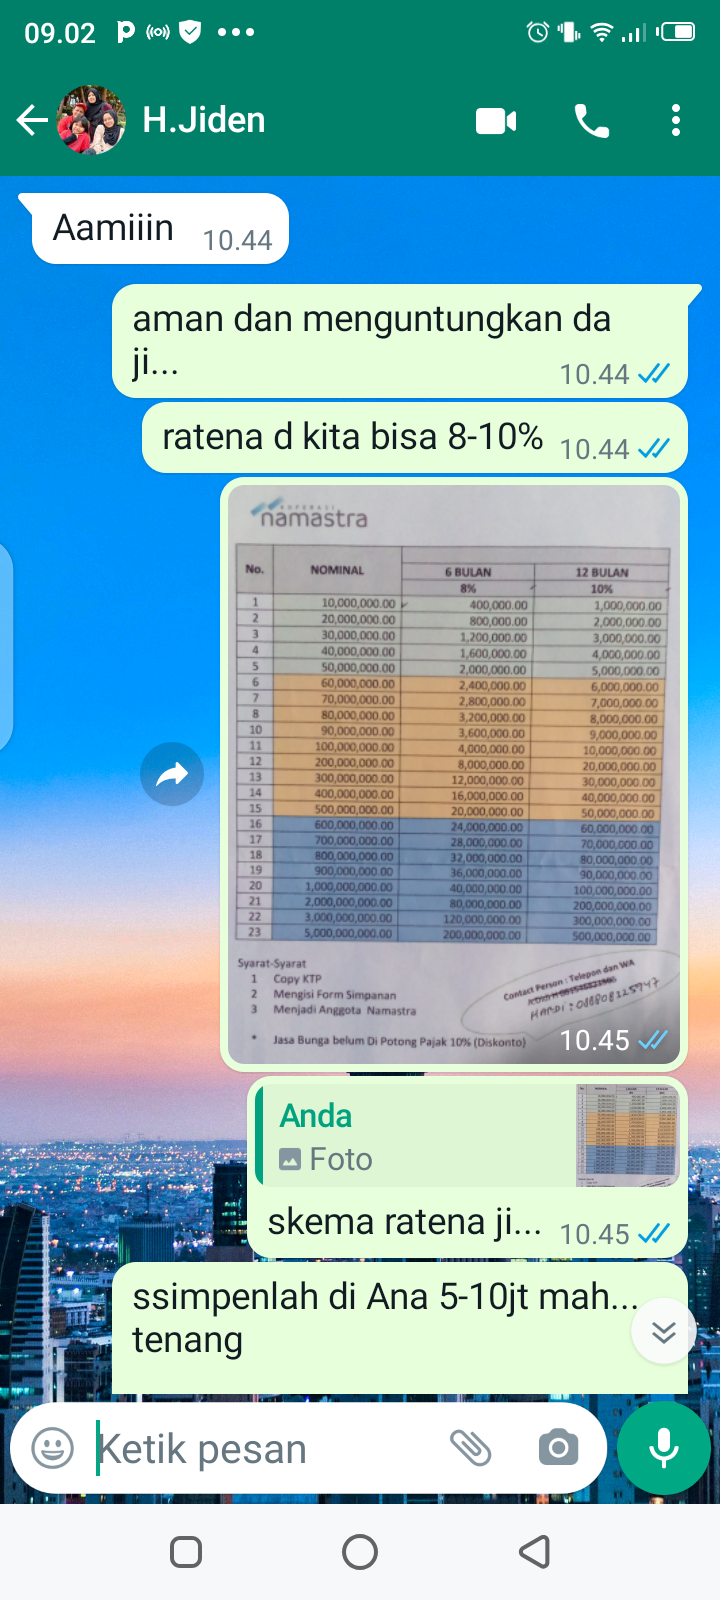 09.02
H.Jiden
Aamiiin 10.44
aman dan menguntungkan da
ji... 10.44
ratena d kita bisa 8-10% 10.44
KOPERASI
namastra
No. NOMINAL 6 BULAN 12 BULAN
8% 10%
1 10,000,000.00 400,000.00 1,000,000.00
2 20,000,000.00 800,000.00 2,000,000.00
3 30,000,000.00 1,200,000.00 3,000,000.00
4 40,000,000.00 1,600,000.00 4,000,000.00
5 50,000,000.00 2,000,000.00 5,000,000.00
6 60,000,000.00 2,400,000.00 6,000,000.00
7 70,000,000.00 2,800,000.00 7,000,000.00
8 80,000,000.00 3,200,000.00 8,000,000.00
10 90,000,000.00 3,600,000.00 9,000,000.00
11 100,000,000.00 4,000,000.00 10,000,000.00
12 200,000,000.00 8,000,000.00 20,000,000.00
13 300,000,000.00 12,000,000.00 30,000,000.00
14 400,000,000.00 16,000,000.00 40,000,000.00
15 500,000,000.00 20,000,000.00 50,000,000.00
16 600,000,000.00 24,000,000.00 60,000,000.00
17 700,000,000.00 28,000,000.00 70,000,000.00
18 800,000,000.00 32,000,000.00 80,000,000.00
19 900,000,000.00 36,000,000.00 90,000,000.00
20 1,000,000,000.00 40,000,000.00 100,000,000.00
21 2,000,000,000.00 80,000,000.00 200,000,000.00
22 3,000,000,000.00 120,000,000.00 300,000,000.00
23 5,000,000,000.00 200,000,000.00 500,000,000.00
Syarat-Syarat
1 Copy KTP
2 Mengisi Form Simpanan
3 Menjadi Anggota Namastra
Contact Person : Telepon dan WA
HARDI : 088808125947
* Jasa Bunga belum Di Potong Pajak 10% (Diskonto)
10.45
Anda
Foto
skema ratena ji... 10.45
ssimpenlah di Ana 5-10jt mah...
tenang
Ketik pesan